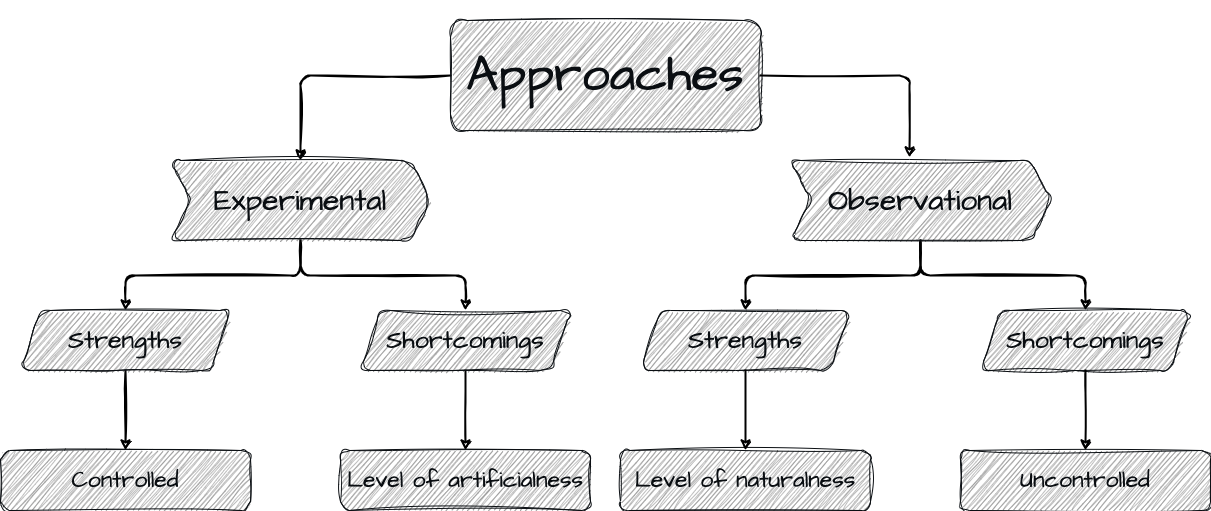 Approaches
Experimental
Observational
Strengths
Shortcomings
Strengths
Shortcomings
Controlled
Level of artificialness
Level of naturalness
Uncontrolled